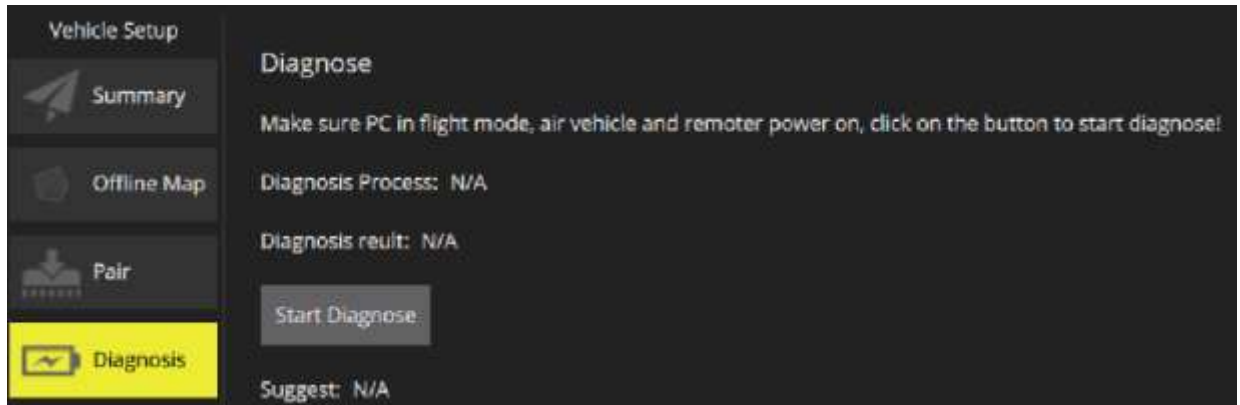 Vehicle Setup
Summary
Offline Map
Pair
Diagnosis
Diagnose
Make sure PC in flight mode, air vehicle and remoter power on, click on the button to start diagnose!
Diagnosis Process: N/A
Diagnosis reult: N/A
Start Diagnose
Suggest: N/A